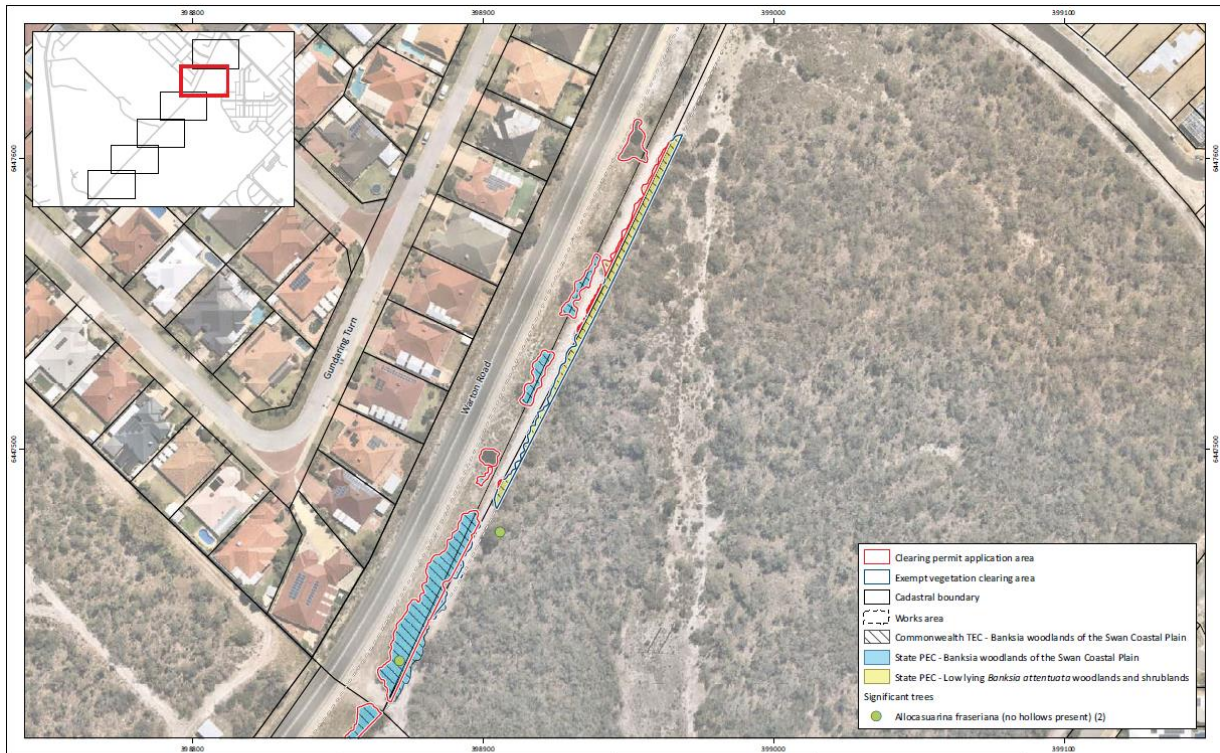 398800 398900 399000 399100
6447600 6447600
Gundaring Turn
Warton Road
6447500 6447500
Clearing permit application area
Exempt vegetation clearing area
Cadastral boundary
Works area
Commonwealth TEC - Banksia woodlands of the Swan Coastal Plain
State PEC - Banksia woodlands of the Swan Coastal Plain
State PEC - Low lying Banksia attentuata woodlands and shrublands
Significant trees
Allocasuarina fraseriana (no hollows present) (2)
398800 398900 399000 399100